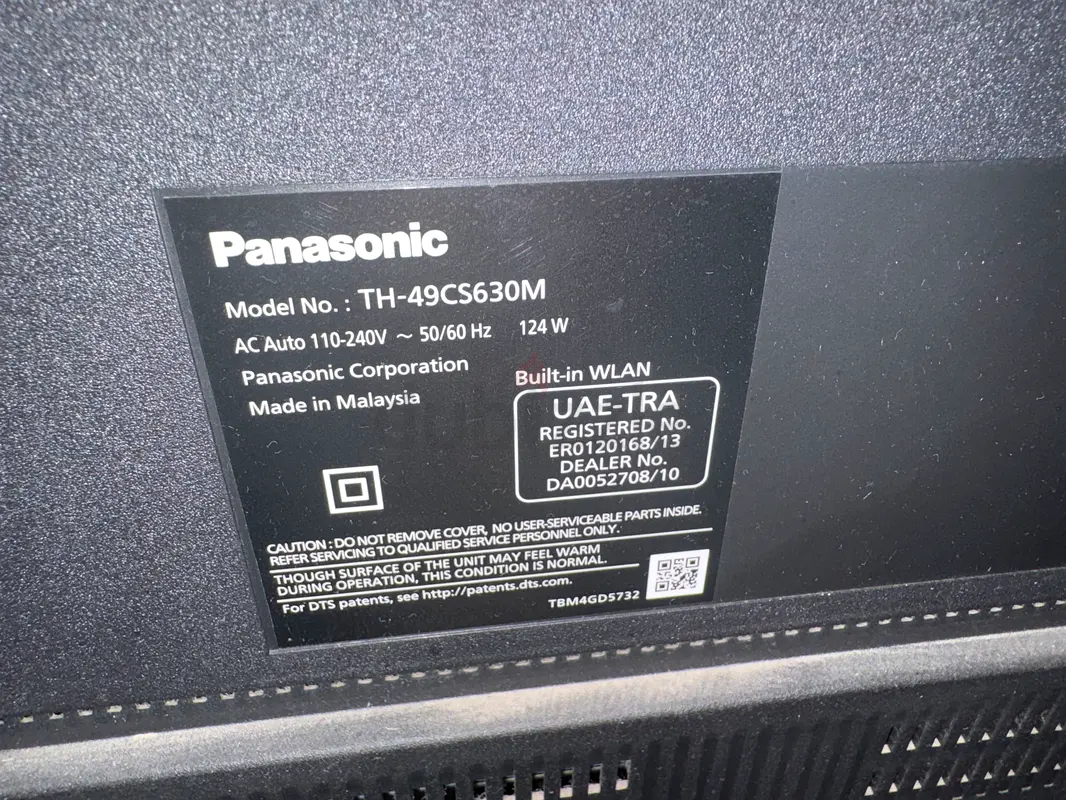 Panasonic
Model No. : TH-49CS630M
AC Auto 110-240V ~ 50/60 Hz 124 W
Panasonic Corporation
Made in Malaysia
Built-in WLAN
UAE-TRA
REGISTERED No.
ER0120168/13
DEALER No.
DA0052708/10
CAUTION : DO NOT REMOVE COVER, NO USER-SERVICEABLE PARTS INSIDE.
REFER SERVICING TO QUALIFIED SERVICE PERSONNEL ONLY.
THOUGH SURFACE OF THE UNIT MAY FEEL WARM
DURING OPERATION, THIS CONDITION IS NORMAL.
For DTS patents, see http://patents.dts.com.
TBM4GD5732